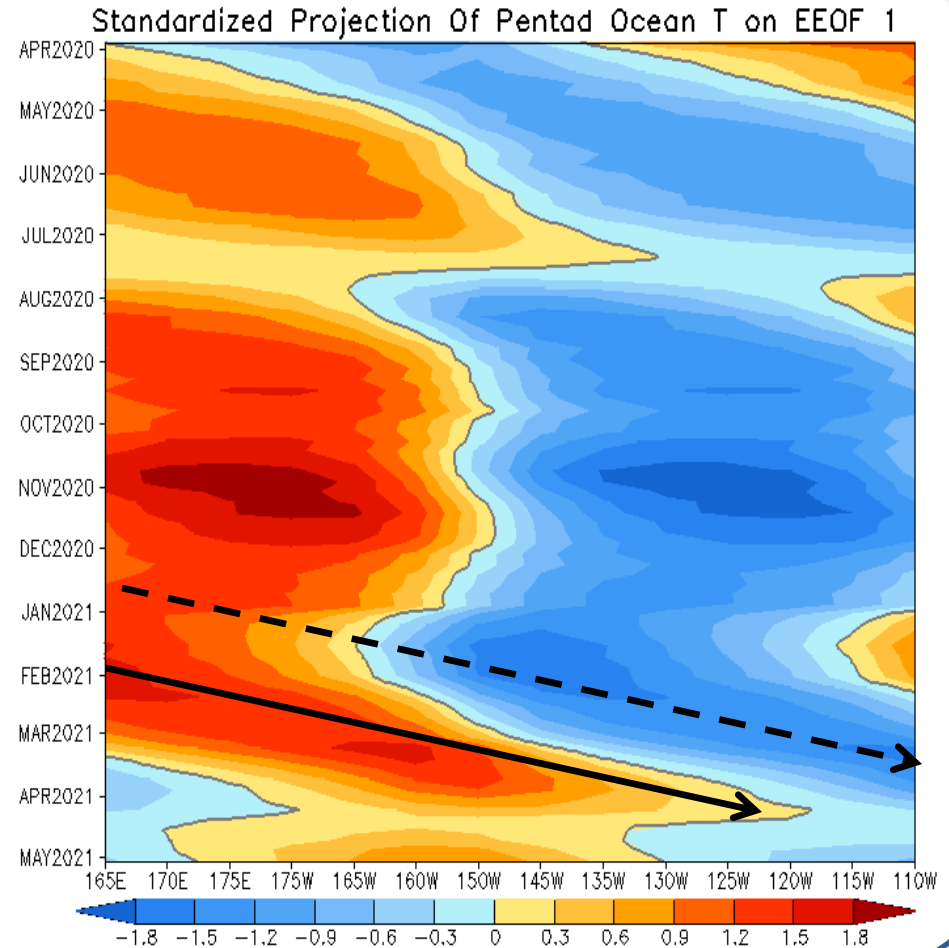 Standardized Projection Of Pentad Ocean T on EEOF 1
APR2020
MAY2020
JUN2020
JUL2020
AUG2020
SEP2020
OCT2020
NOV2020
DEC2020
JAN2021
FEB2021
MAR2021
APR2021
MAY2021
165E 170E 175E 175W 165W 160W 150W 145W 135W 130W 125W 120W 115W 110W
-1.8 -1.5 -1.2 -0.9 -0.6 -0.3 0 0.3 0.6 0.9 1.2 1.5 1.8